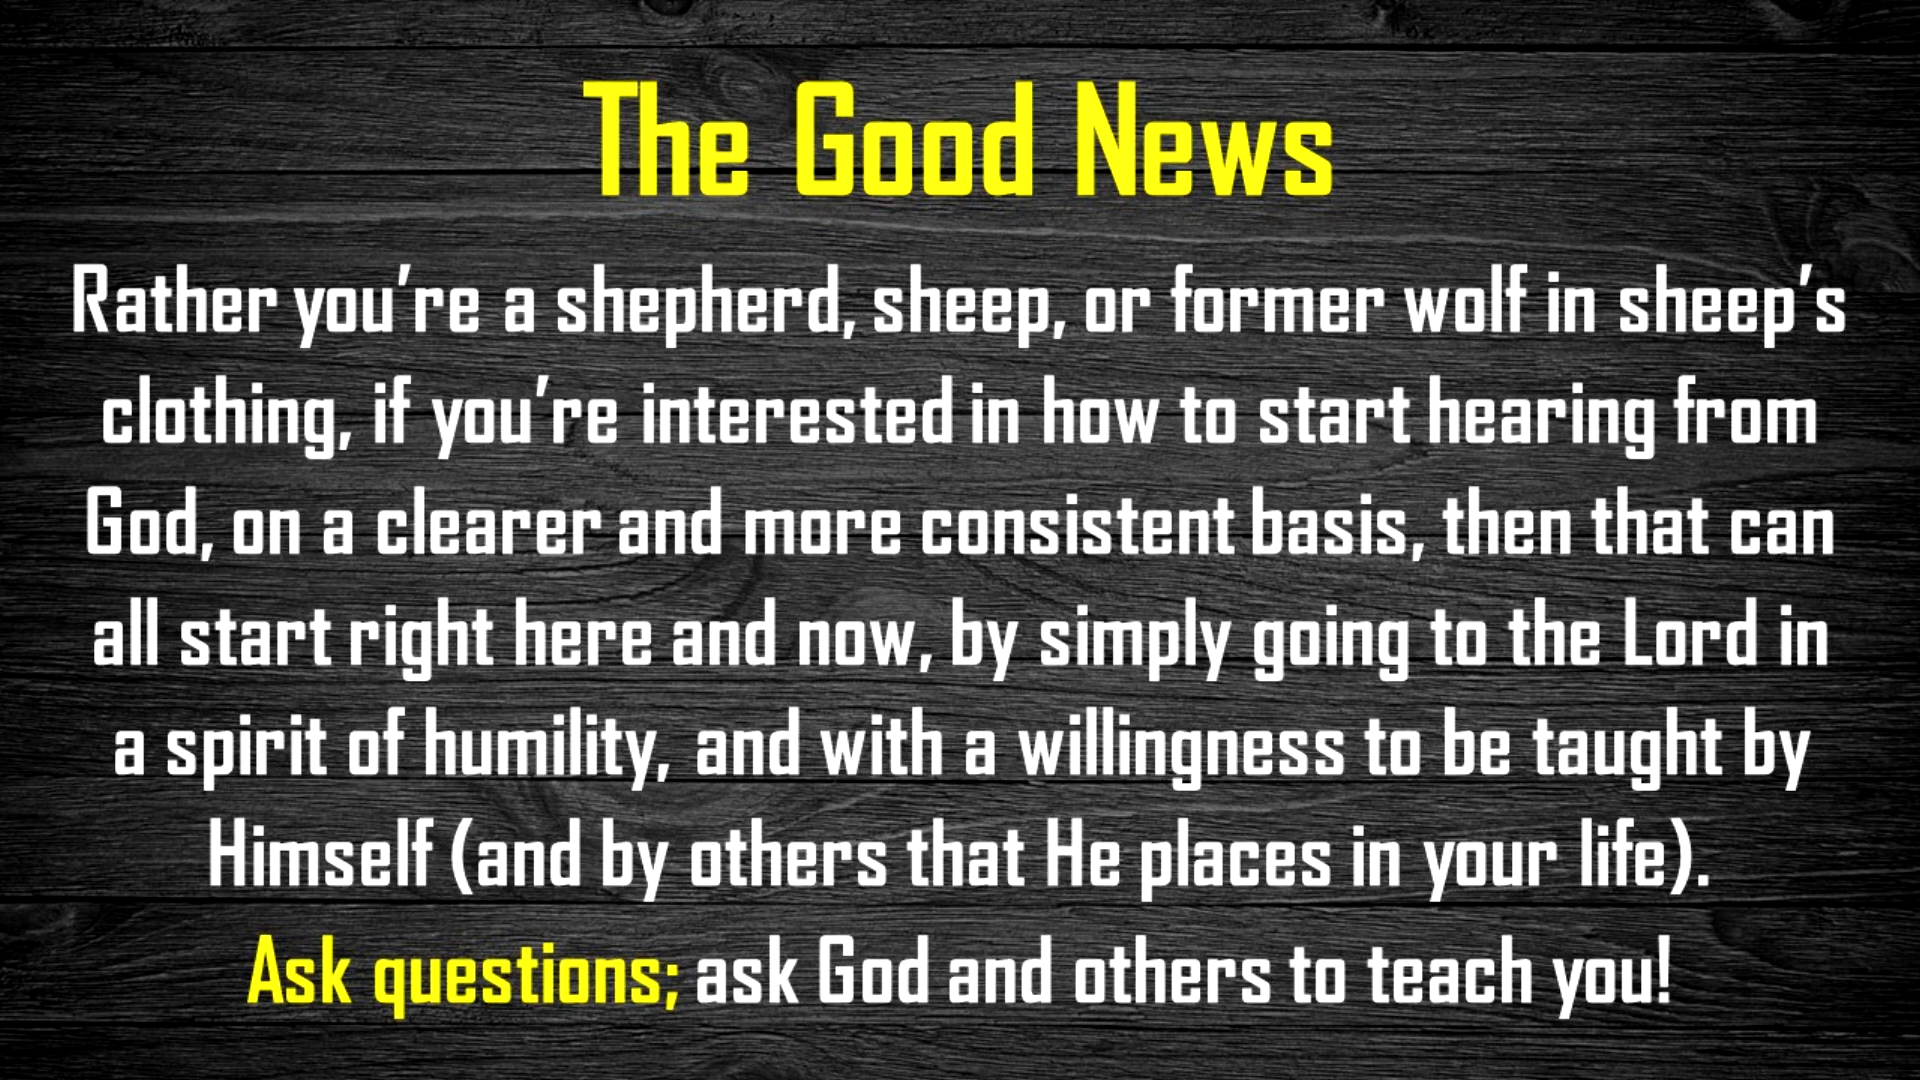 The Good News
Rather you’re a shepherd, sheep, or former wolf in sheep’s
clothing, if you’re interested in how to start hearing from
God, on a clearer and more consistent basis, then that can
all start right here and now, by simply going to the Lord in
a spirit of humility, and with a willingness to be taught by
Himself (and by others that He places in your life).
Ask questions; ask God and others to teach you!